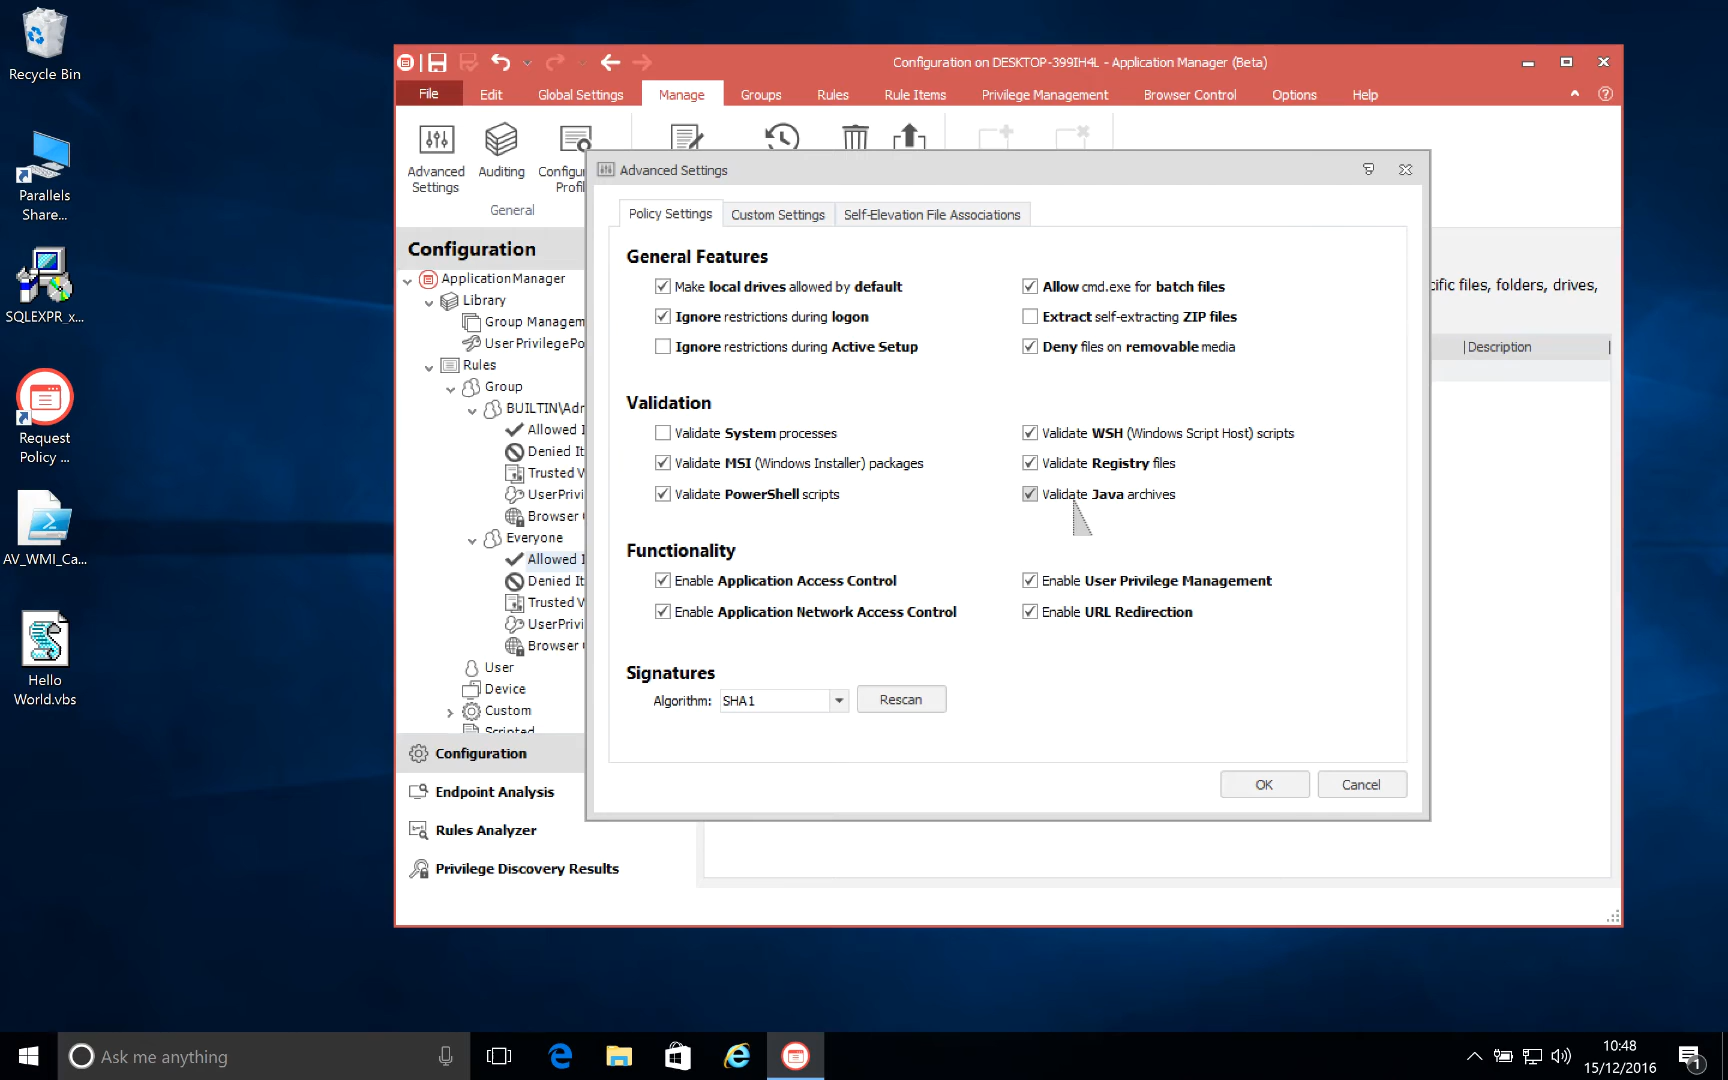 Recycle Bin
Parallels
Share...
SQLEXPR_x...
Request
Policy ...
AV_WMI_Ca...
Hello
World.vbs
Configuration on DESKTOP-399IH4L - Application Manager (Beta)
File
Edit
Global Settings
Manage
Groups
Rules
Rule Items
Privilege Management
Browser Control
Options
Help
Advanced
Settings
Auditing
Configu
Profi
General
Configuration
ApplicationManager
Library
Group Managem
UserPrivilegePo
Rules
Group
BUILTIN\Adr
Allowed I
Denied It
Trusted V
UserPrivi
Browser
Everyone
Allowed I
Denied It
Trusted V
UserPrivi
Browser
User
Device
Custom
Scripted
Configuration
Endpoint Analysis
Rules Analyzer
Privilege Discovery Results
Advanced Settings
Policy Settings
Custom Settings
Self-Elevation File Associations
General Features
Make local drives allowed by default
Allow cmd.exe for batch files
Ignore restrictions during logon
Extract self-extracting ZIP files
Ignore restrictions during Active Setup
Deny files on removable media
Validation
Validate System processes
Validate WSH (Windows Script Host) scripts
Validate MSI (Windows Installer) packages
Validate Registry files
Validate PowerShell scripts
Validate Java archives
Functionality
Enable Application Access Control
Enable User Privilege Management
Enable Application Network Access Control
Enable URL Redirection
Signatures
Algorithm: SHA1
Rescan
OK
Cancel
cific files, folders, drives,
Description
Ask me anything
10:48
15/12/2016
1